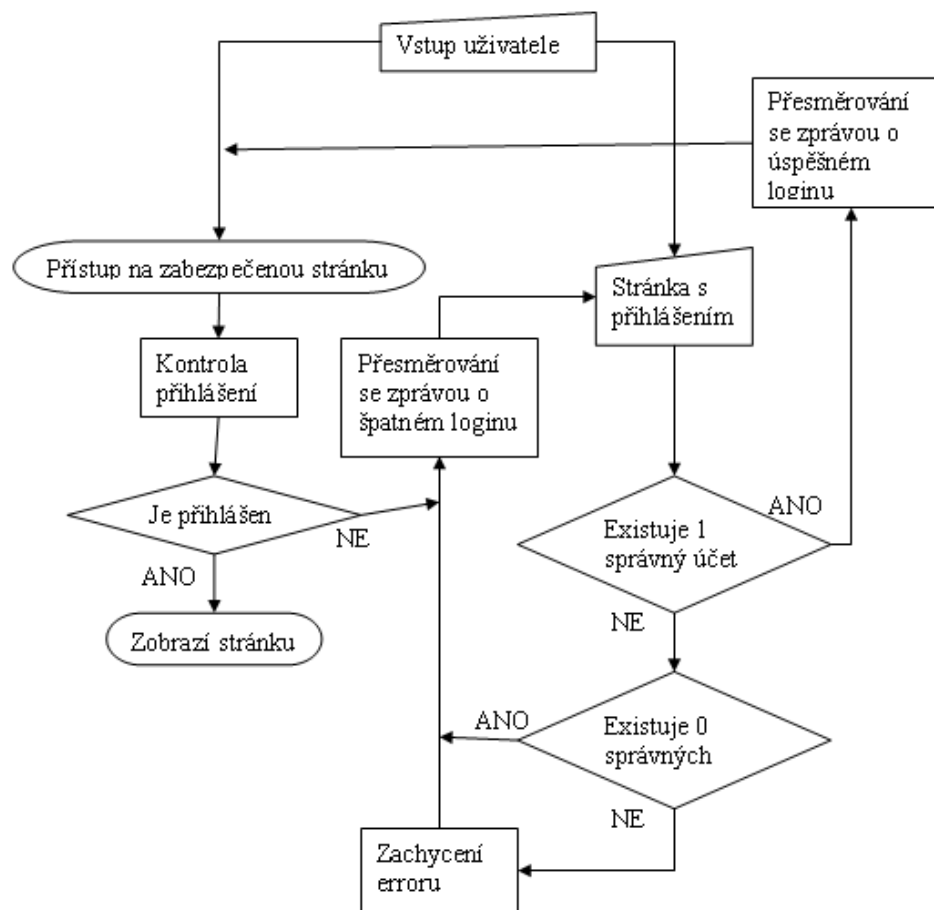 Vstup uživatele
Přesměrování
se zprávou o
úspěšném
loginu
Přístup na zabezpečenou stránku
Stránka s
přihlášením
Kontrola
přihlášení
Přesměrování
se zprávou o
špatném loginu
Je přihlášen
NE
ANO
Existuje 1
správný účet
ANO
NE
Zobrazí stránku
Existuje 0
správných
ANO
NE
Zachycení
erroru